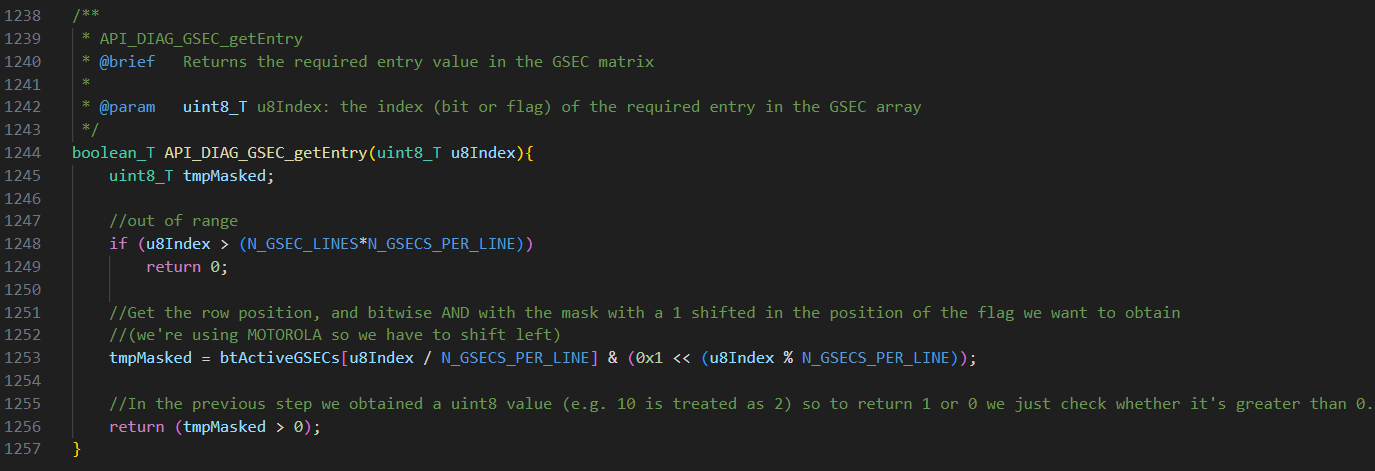 1238 /**
1239  * API_DIAG_GSEC_getEntry
1240  * @brief   Returns the required entry value in the GSEC matrix
1241  *
1242  * @param   uint8_T u8Index: the index (bit or flag) of the required entry in the GSEC array
1243  */
1244 boolean_T API_DIAG_GSEC_getEntry(uint8_T u8Index){
1245     uint8_T tmpMasked;
1246
1247     //out of range
1248     if (u8Index > (N_GSEC_LINES*N_GSECS_PER_LINE))
1249         return 0;
1250
1251     //Get the row position, and bitwise AND with the mask with a 1 shifted in the position of the flag we want to obtain
1252     //(we're using MOTOROLA so we have to shift left)
1253     tmpMasked = btActiveGSECs[u8Index / N_GSECS_PER_LINE] & (0x1 << (u8Index % N_GSECS_PER_LINE));
1254
1255     //In the previous step we obtained a uint8 value (e.g. 10 is treated as 2) so to return 1 or 0 we just check whether it's greater than 0.
1256     return (tmpMasked > 0);
1257 }